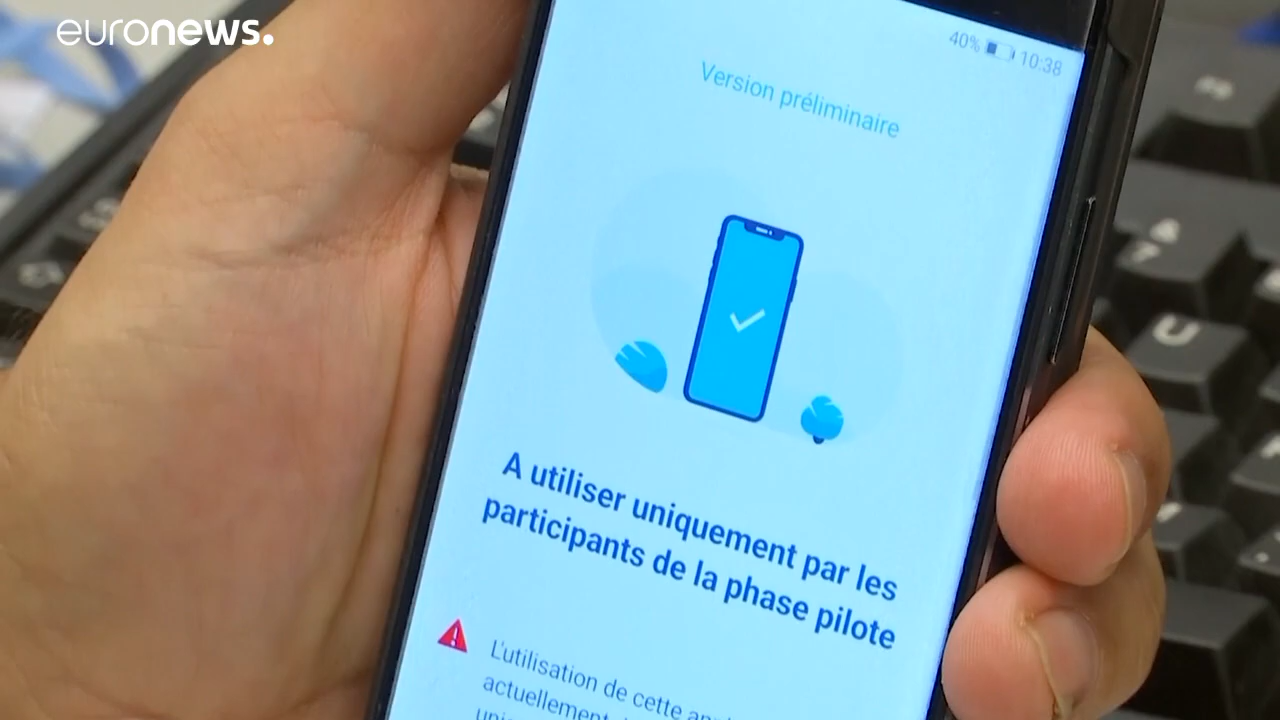 euronews.
40% 10:38
Version préliminaire
A utiliser uniquement par les
participants de la phase pilote
L'utilisation de cette
actuellement
7
U